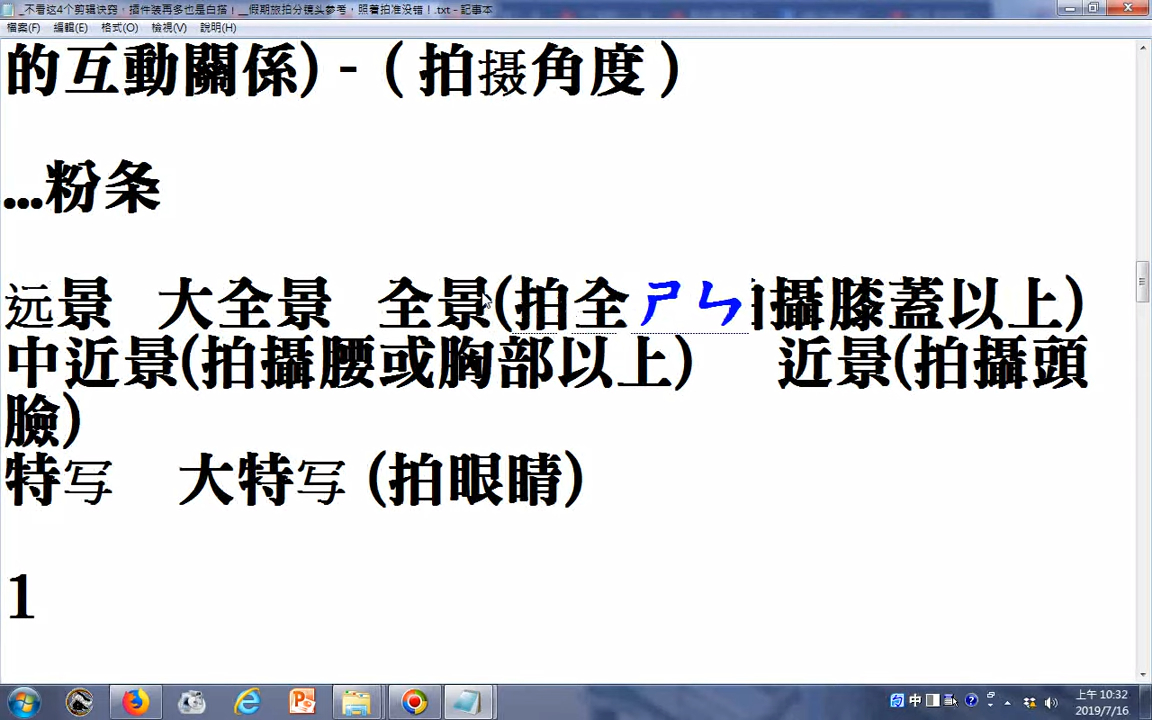 _不看这4个剪辑诀窍，插件装再多也是白搭！__假期旅拍分镜头参考，照着拍准没错！.txt - 記事本
檔案(F) 編輯(E) 格式(O) 檢視(V) 說明(H)
的互動關係) - ( 拍摄角度 )
...粉条
远景 大全景 全景(拍全ㄕㄣ攝膝蓋以上)
中近景(拍攝腰或胸部以上) 近景(拍攝頭
臉)
特写 大特写 (拍眼睛)
1
中
上午 10:32
2019/7/16